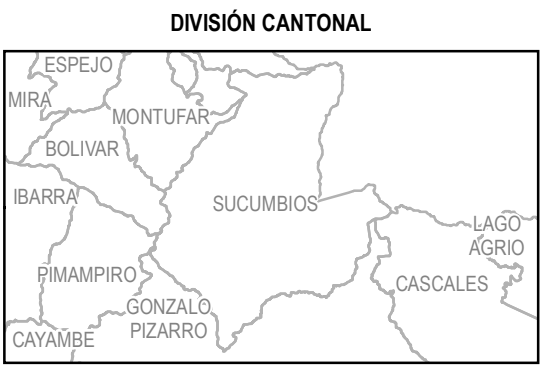 DIVISIÓN CANTONAL
ESPEJO
MIRA
MONTUFAR
BOLIVAR
IBARRA
SUCUMBIOS
LAGO
AGRIO
PIMAMPIRO
CASCALES
GONZALO
PIZARRO
CAYAMBE